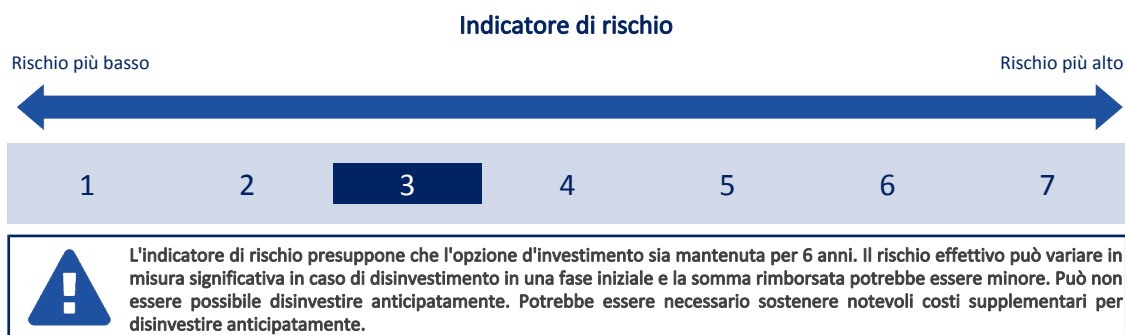 Indicatore di rischio
Rischio più basso
Rischio più alto
1 2 3 4 5 6 7
L'indicatore di rischio presuppone che l'opzione d'investimento sia mantenuta per 6 anni. Il rischio effettivo può variare in
misura significativa in caso di disinvestimento in una fase iniziale e la somma rimborsata potrebbe essere minore. Può non
essere possibile disinvestire anticipatamente. Potrebbe essere necessario sostenere notevoli costi supplementari per
disinvestire anticipatamente.